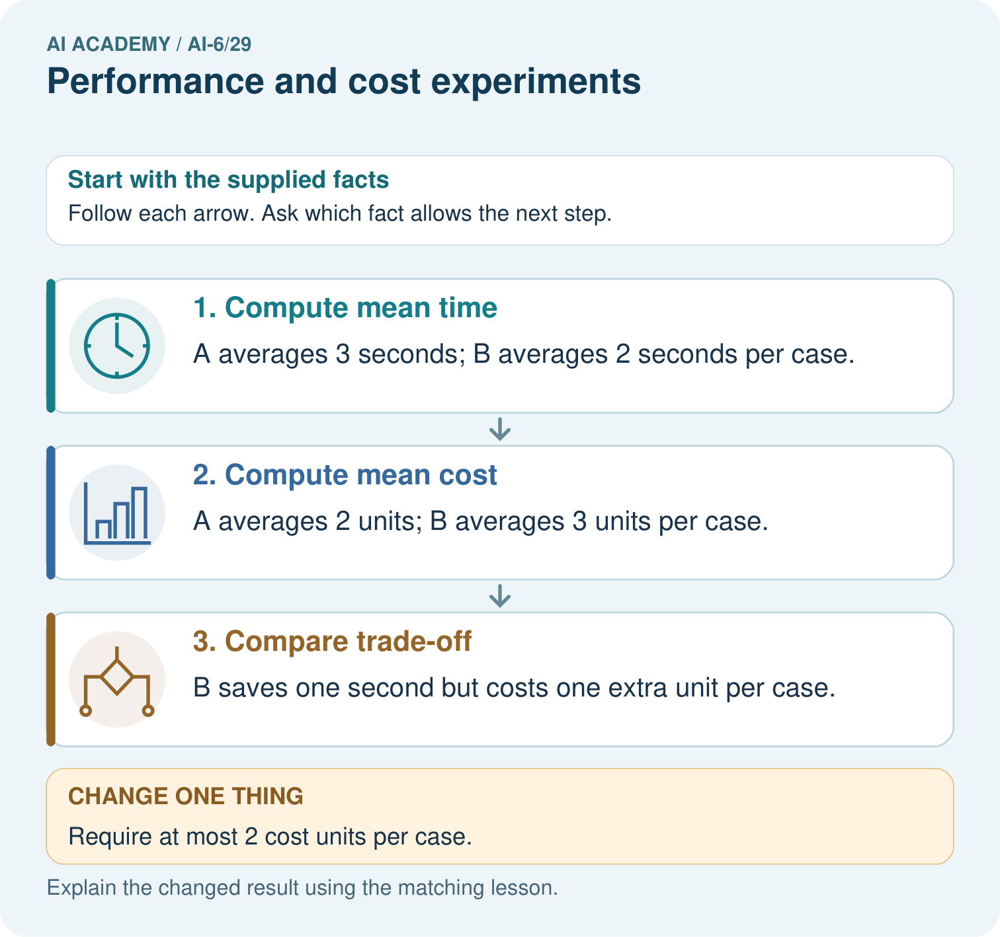 AI ACADEMY / AI-6/29
Performance and cost experiments
Start with the supplied facts
Follow each arrow. Ask which fact allows the next step.
1. Compute mean time
A averages 3 seconds; B averages 2 seconds per case.
2. Compute mean cost
A averages 2 units; B averages 3 units per case.
3. Compare trade-off
B saves one second but costs one extra unit per case.
CHANGE ONE THING
Require at most 2 cost units per case.
Explain the changed result using the matching lesson.